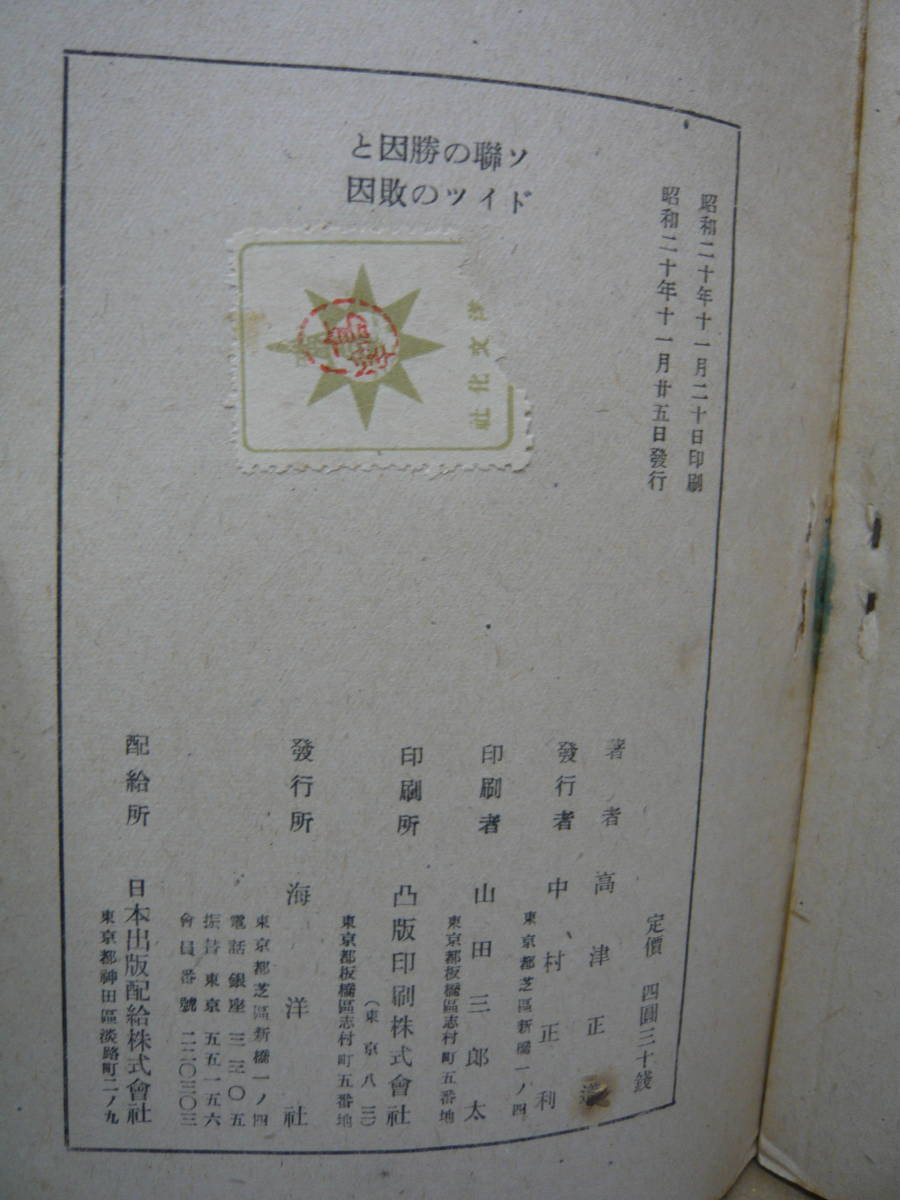 ソ聯の勝因と
ドイツの敗因
文化社
昭和二十年十一月二十日印刷
昭和二十年十一月廿五日發行
定價 四圓三十錢
著者 高津正道
發行者 中村正利
東京都芝區新橋一ノ四
印刷者 山田三郎太
東京都板橋區志村町五番地
印刷所 凸版印刷株式會社
(東京八三)
東京都板橋區志村町五番地
發行所 海洋社
東京都芝區新橋一ノ四
電話 銀座
振替 東京 五五一五六
會員番號 二二〇三〇三
配給所 日本出版配給株式會社
東京都神田區淡路町二ノ九